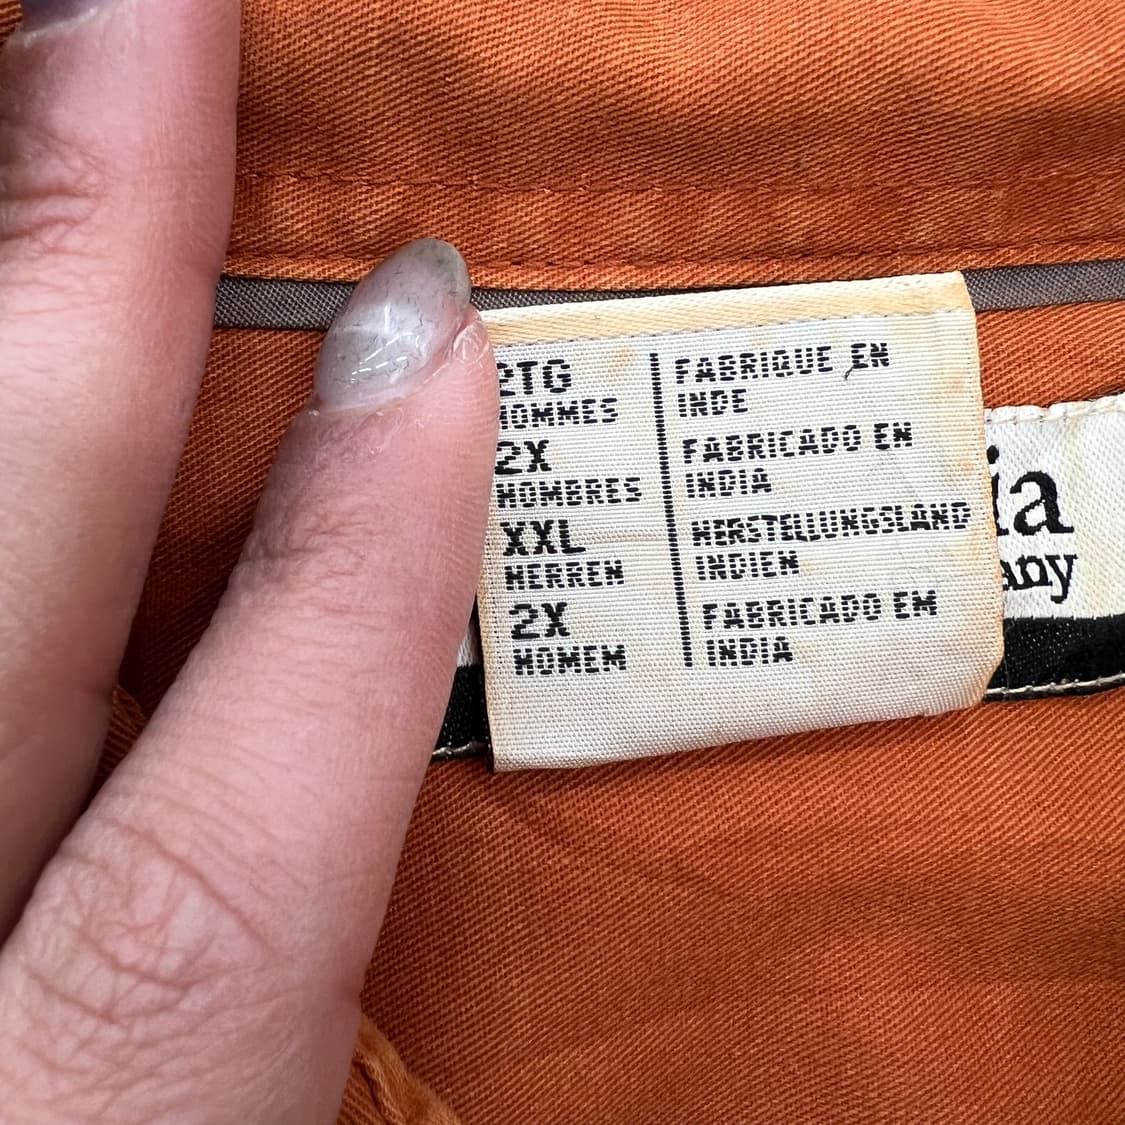 2TG
HOMMES
2X
HOMBRES
XXL
HERREN
2X
HOMEM
FABRIQUE EN
INDE
FABRICADO EN
INDIA
HERSTELLUNGSLAND
INDIEN
FABRICADO EM
INDIA
ia
any